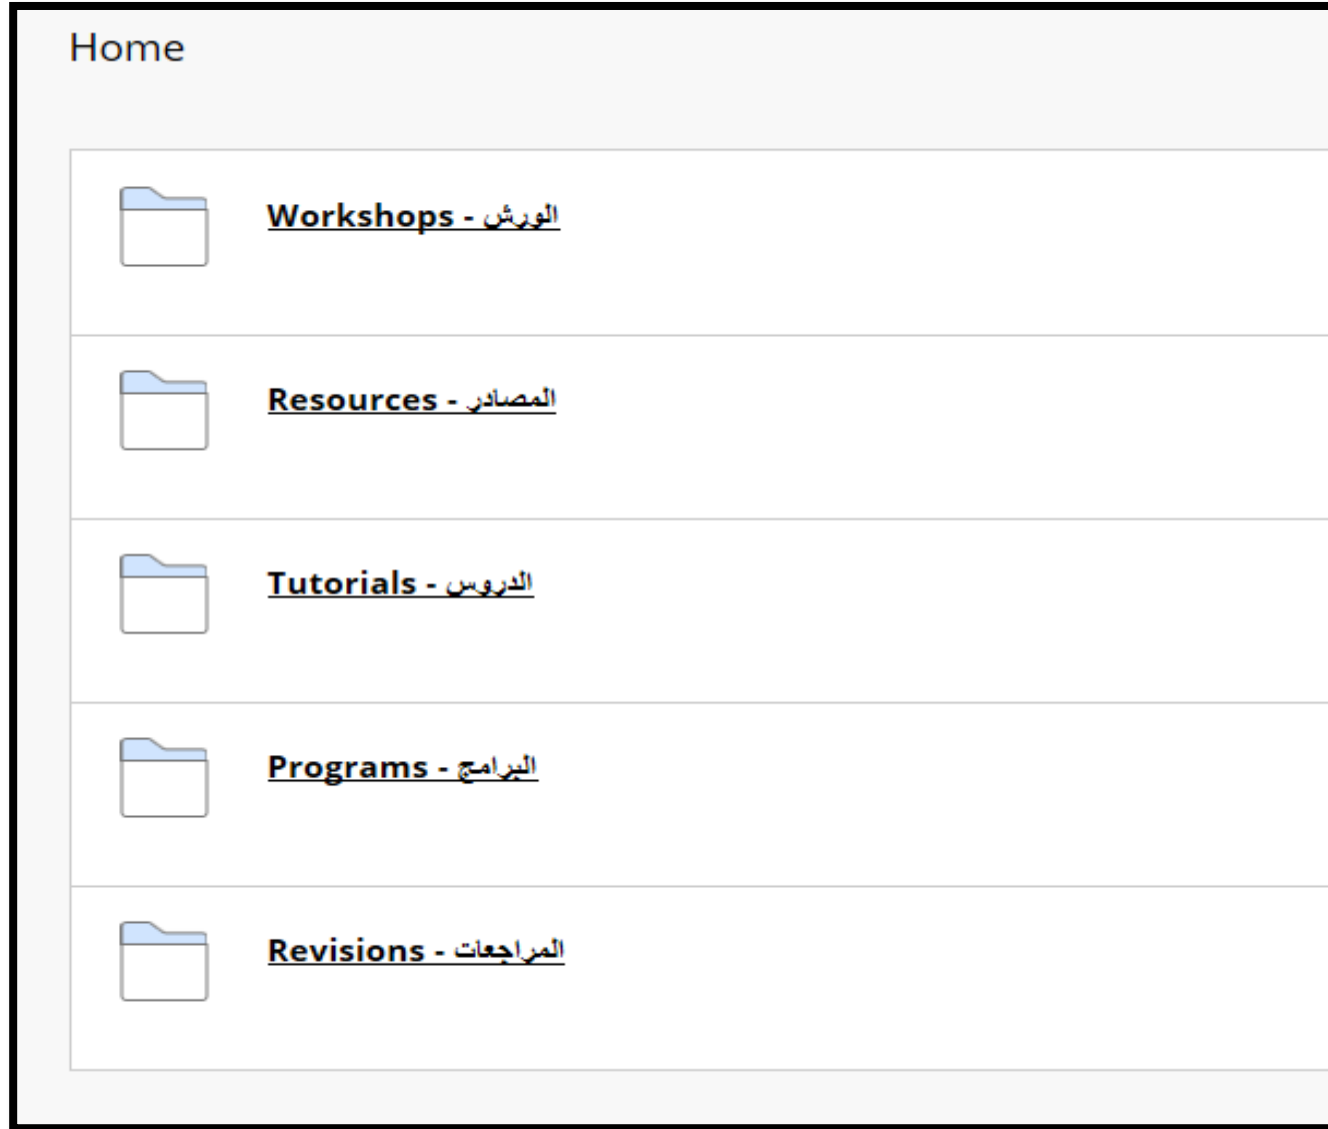 Home
Workshops - الورش
Resources - المصادر
Tutorials - الدروس
Programs - البرامج
Revisions - المراجعات